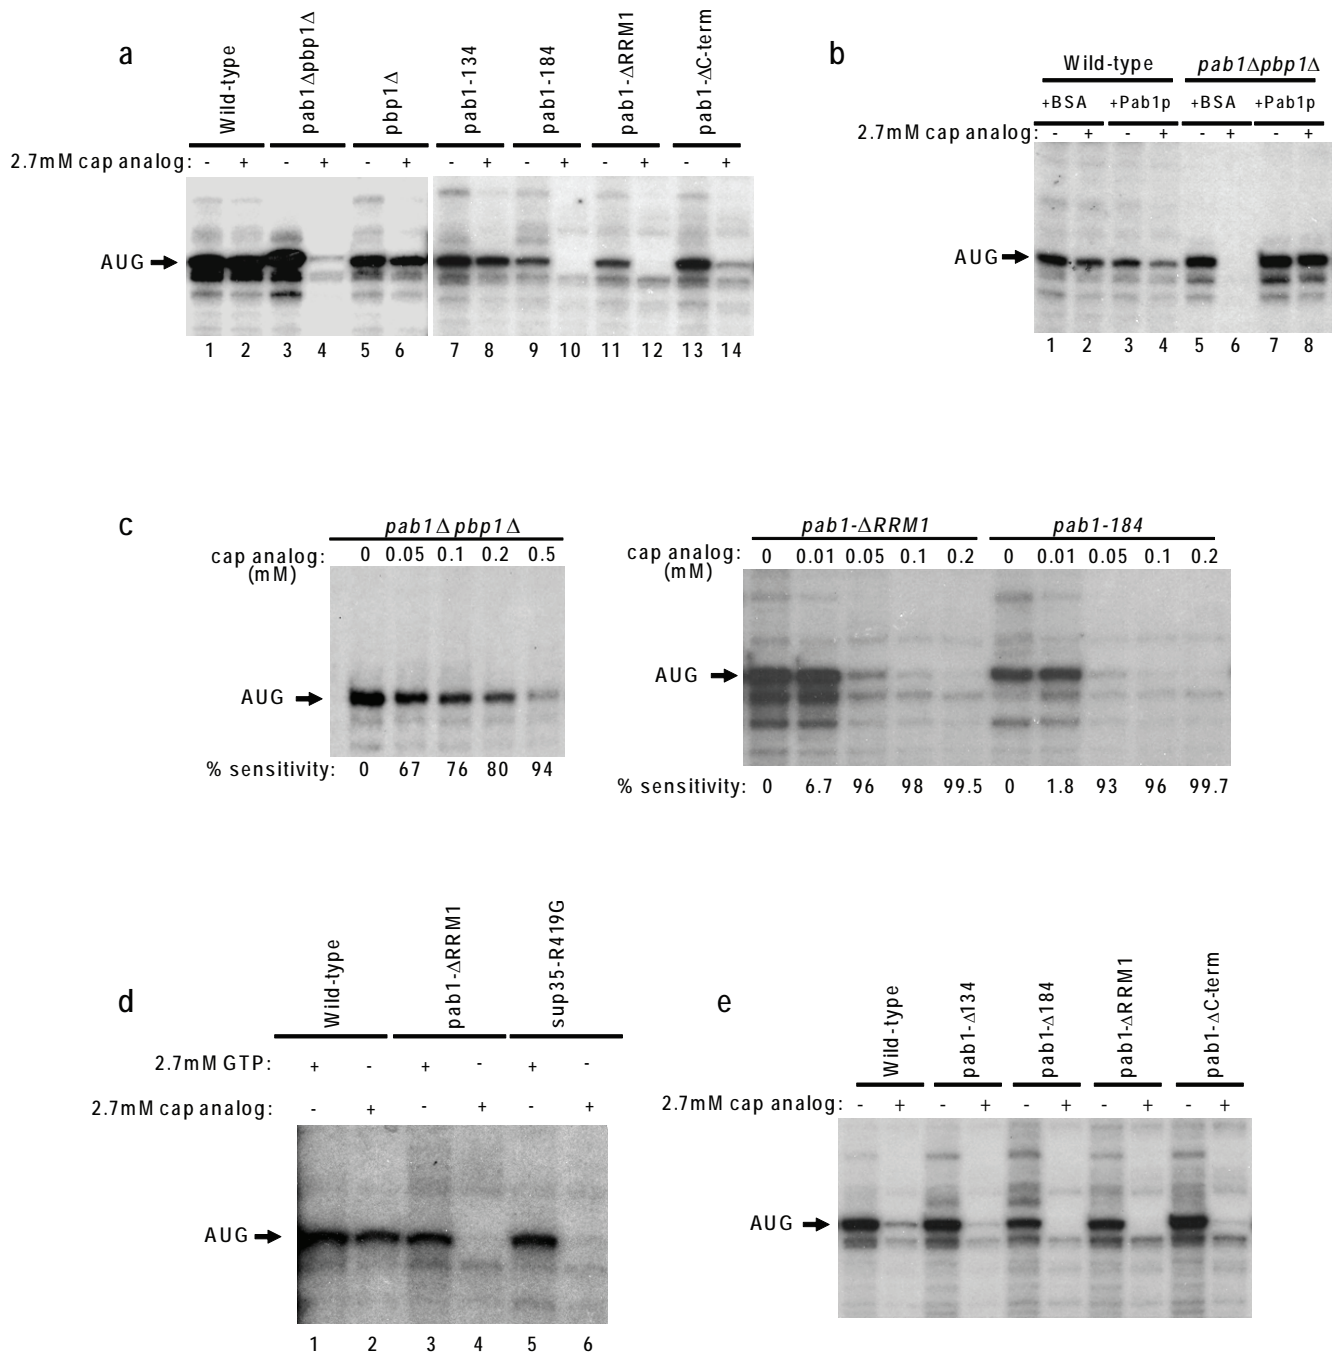 a
Wild-type pab1Δpbp1Δ pbp1Δ pab1-134 pab1-184 pab1-ΔRRM1 pab1-ΔC-term
2.7mM cap analog: - + - + - + - + - + - + - +
AUG
1 2 3 4 5 6 7 8 9 10 11 12 13 14
b
Wild-type pab1Δpbp1Δ
+BSA +Pab1p +BSA +Pab1p
2.7mM cap analog: - + - + - + - +
AUG
1 2 3 4 5 6 7 8
c
pab1Δpbp1Δ
cap analog: 0 0.05 0.1 0.2 0.5
(mM)
AUG
% sensitivity: 0 67 76 80 94
pab1-ΔRRM1 pab1-184
cap analog: 0 0.01 0.05 0.1 0.2 0 0.01 0.05 0.1 0.2
(mM)
AUG
% sensitivity: 0 6.7 96 98 99.5 0 1.8 93 96 99.7
d
Wild-type pab1-ΔRRM1 sup35-R419G
2.7mM GTP: + - + - + -
2.7mM cap analog: - + - + - +
AUG
1 2 3 4 5 6
e
Wild-type pab1-Δ134 pab1-Δ184 pab1-ΔRRM1 pab1-ΔC-term
2.7mM cap analog: - + - + - + - + - +
AUG